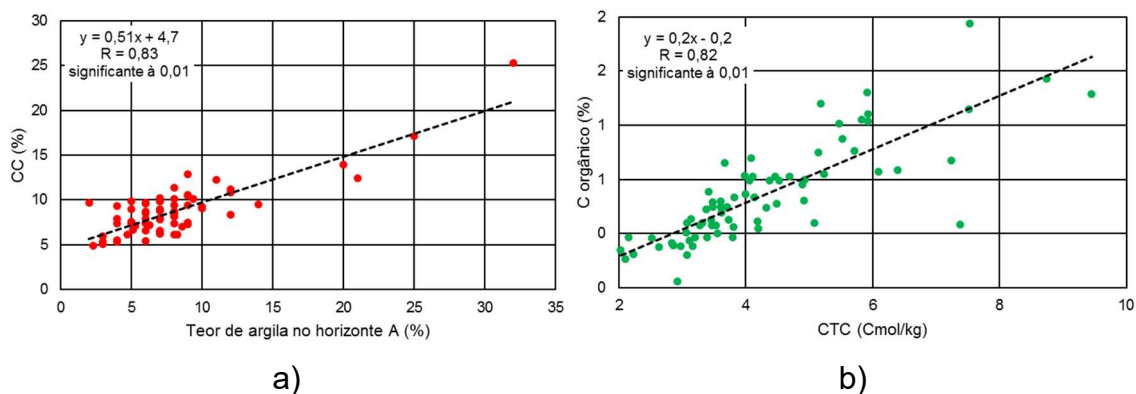 y = 0,51x + 4,7
R = 0,83
significante à 0,01
CC (%)
30
25
20
15
10
5
0
0 5 10 15 20 25 30 35
Teor de argila no horizonte A (%)
a)
y = 0,2x - 0,2
R = 0,82
significante à 0,01
C orgânico (%)
2
2
1
1
0
0
2 4 6 8 10
CTC (Cmol/kg)
b)